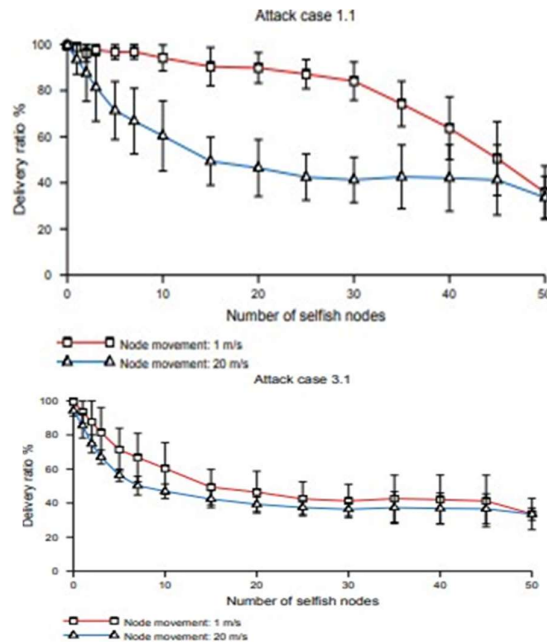 Attack case 1.1
Delivery ratio %
100
80
60
40
20
0
0 10 20 30 40 50
Number of selfish nodes
Node movement: 1 m/s
Node movement: 20 m/s
Attack case 3.1
Delivery ratio %
100
80
60
40
20
0
0 10 20 30 40 50
Number of selfish nodes
Node movement: 1 m/s
Node movement: 20 m/s